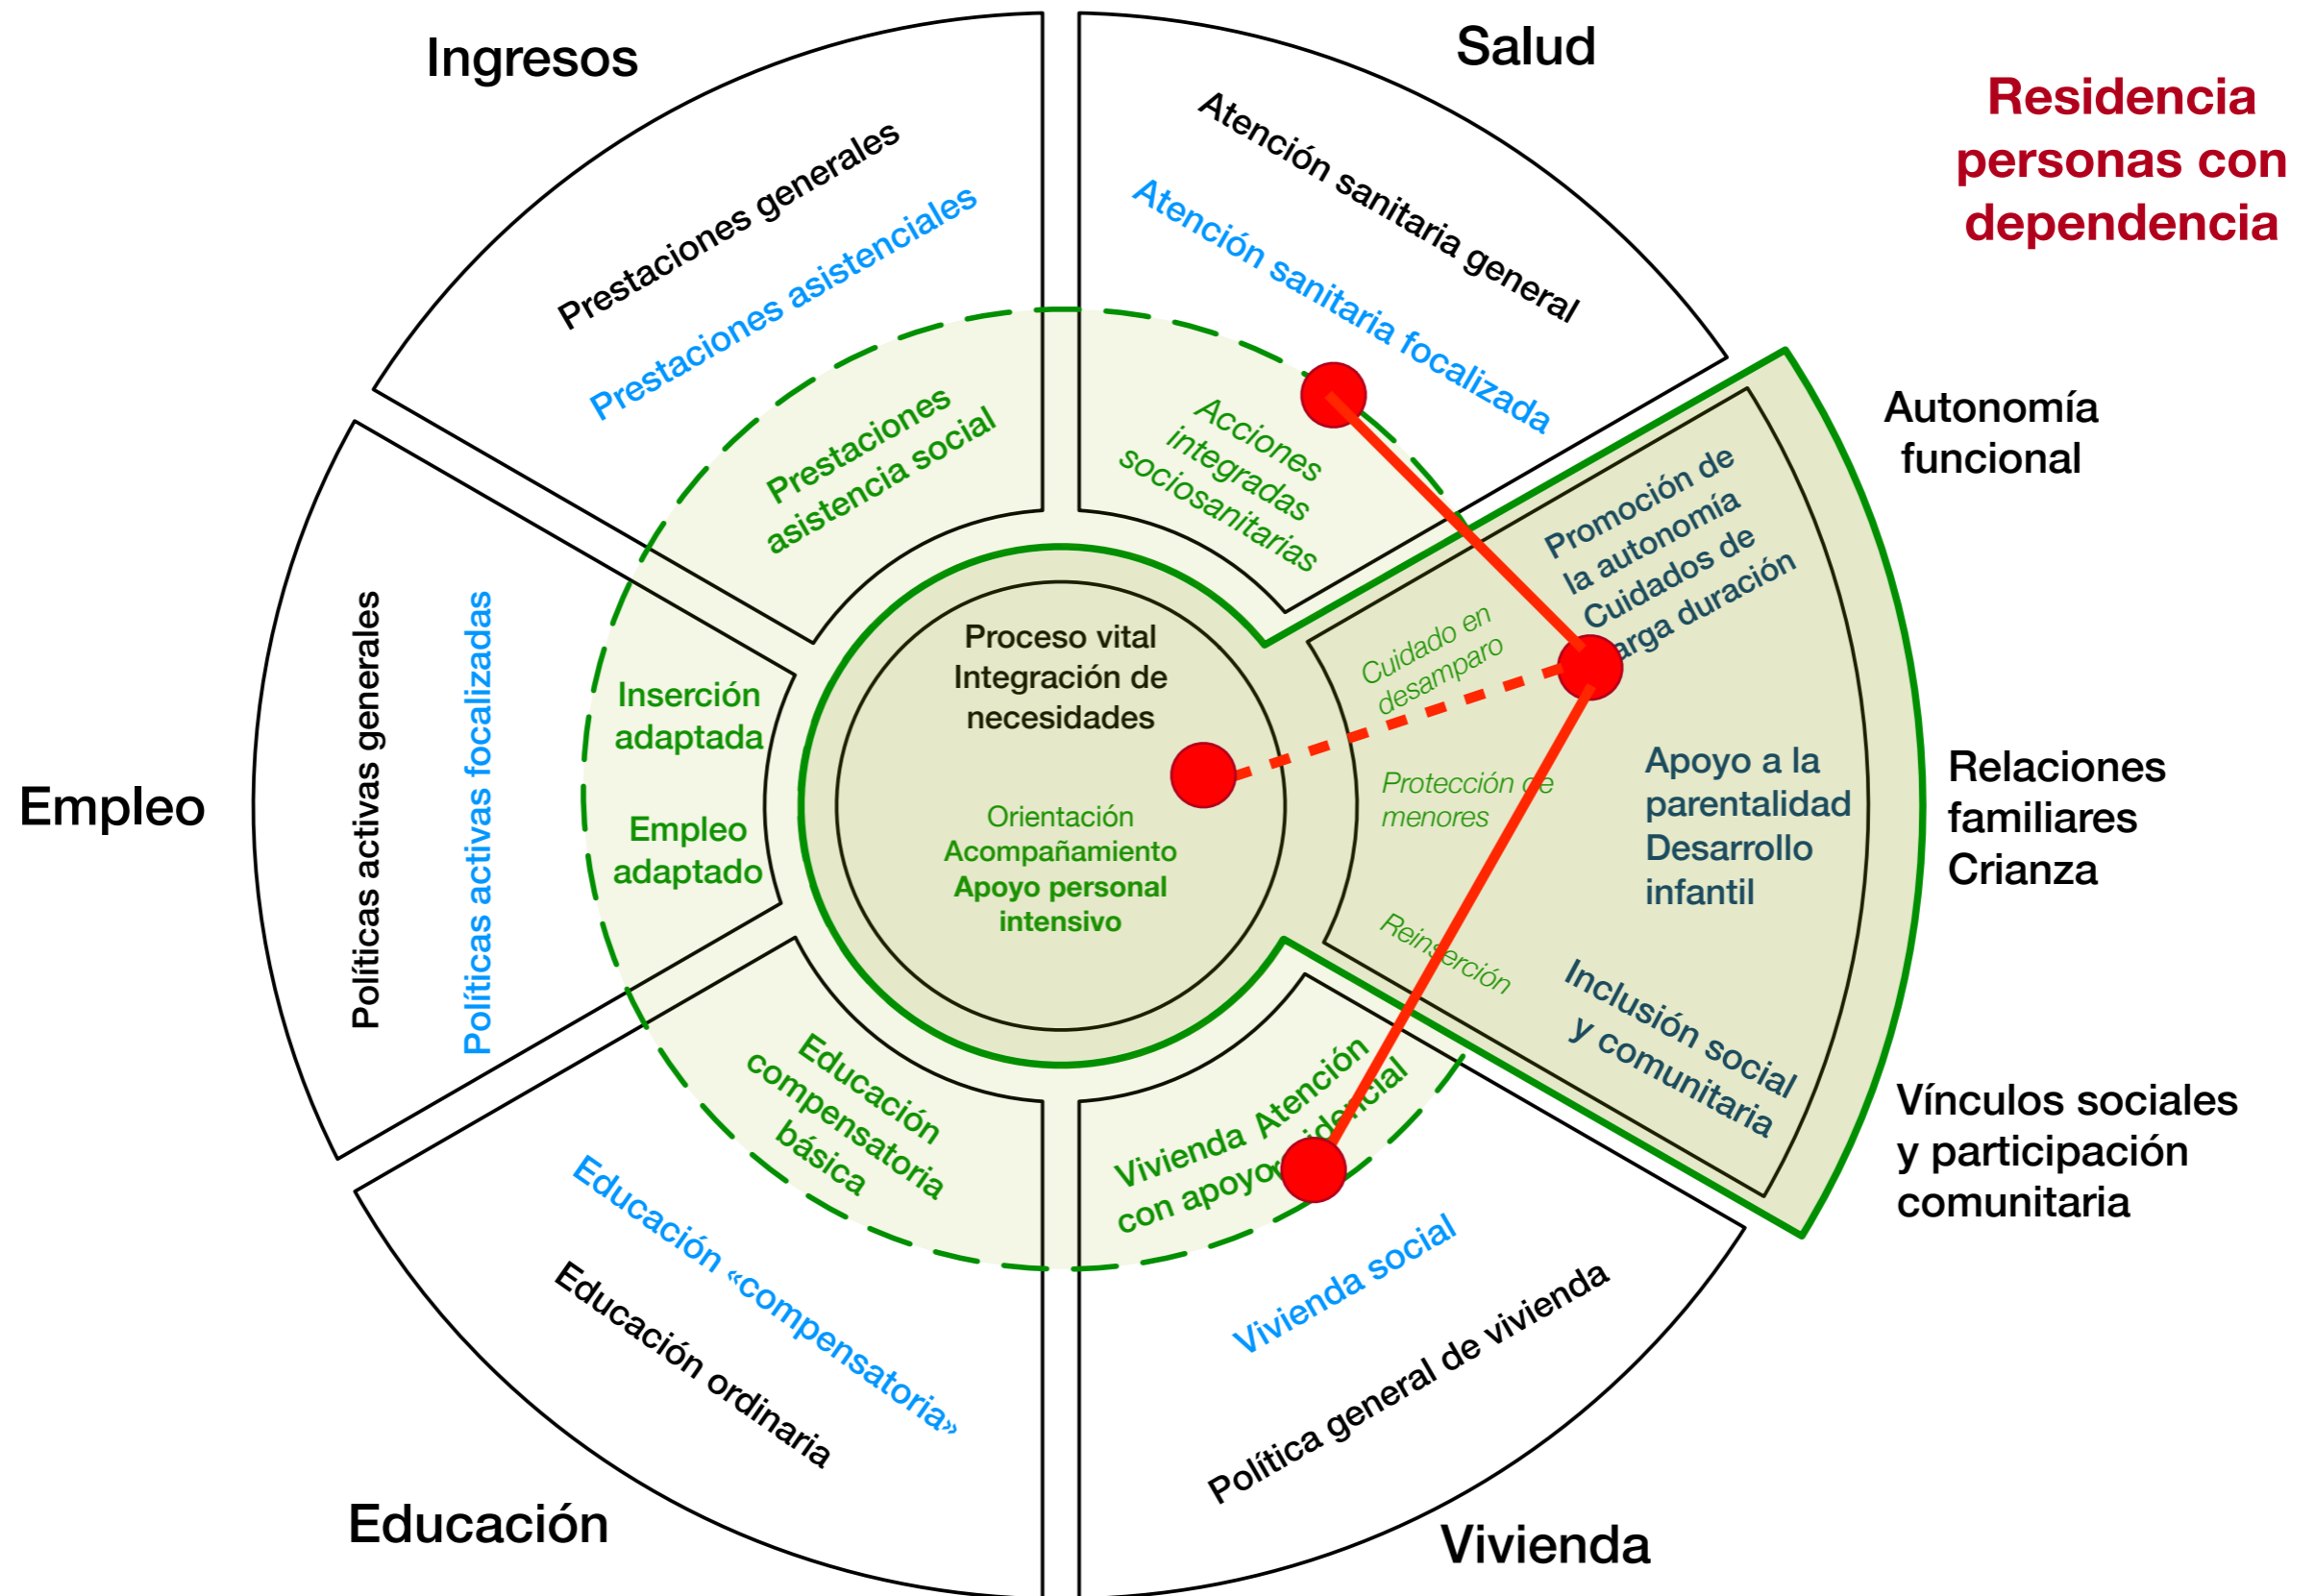 Ingresos
Salud
Residencia
personas con
dependencia
Prestaciones generales
Prestaciones asistenciales
Prestaciones
asistencia social
Atención sanitaria general
Atención sanitaria focalizada
Acciones
integradas
sociosanitarias
Autonomía
funcional
Promoción de
la autonomía
Cuidados de
arga duración
Cuidado en
desamparo
Proceso vital
Integración de
necesidades
Orientación
Acompañamiento
Apoyo personal
intensivo
Empleo
Políticas activas generales
Políticas activas focalizadas
Inserción
adaptada
Empleo
adaptado
Protección de
menores
Apoyo a la
parentalidad
Desarrollo
infantil
Relaciones
familiares
Crianza
Reinserción
Inclusión social
y comunitaria
Vínculos sociales
y participación
comunitaria
Educación
compensatoria
básica
Educación «compensatoria»
Educación ordinaria
Educación
Vivienda Atención
con apoyo
Vivienda social
Política general de vivienda
Vivienda